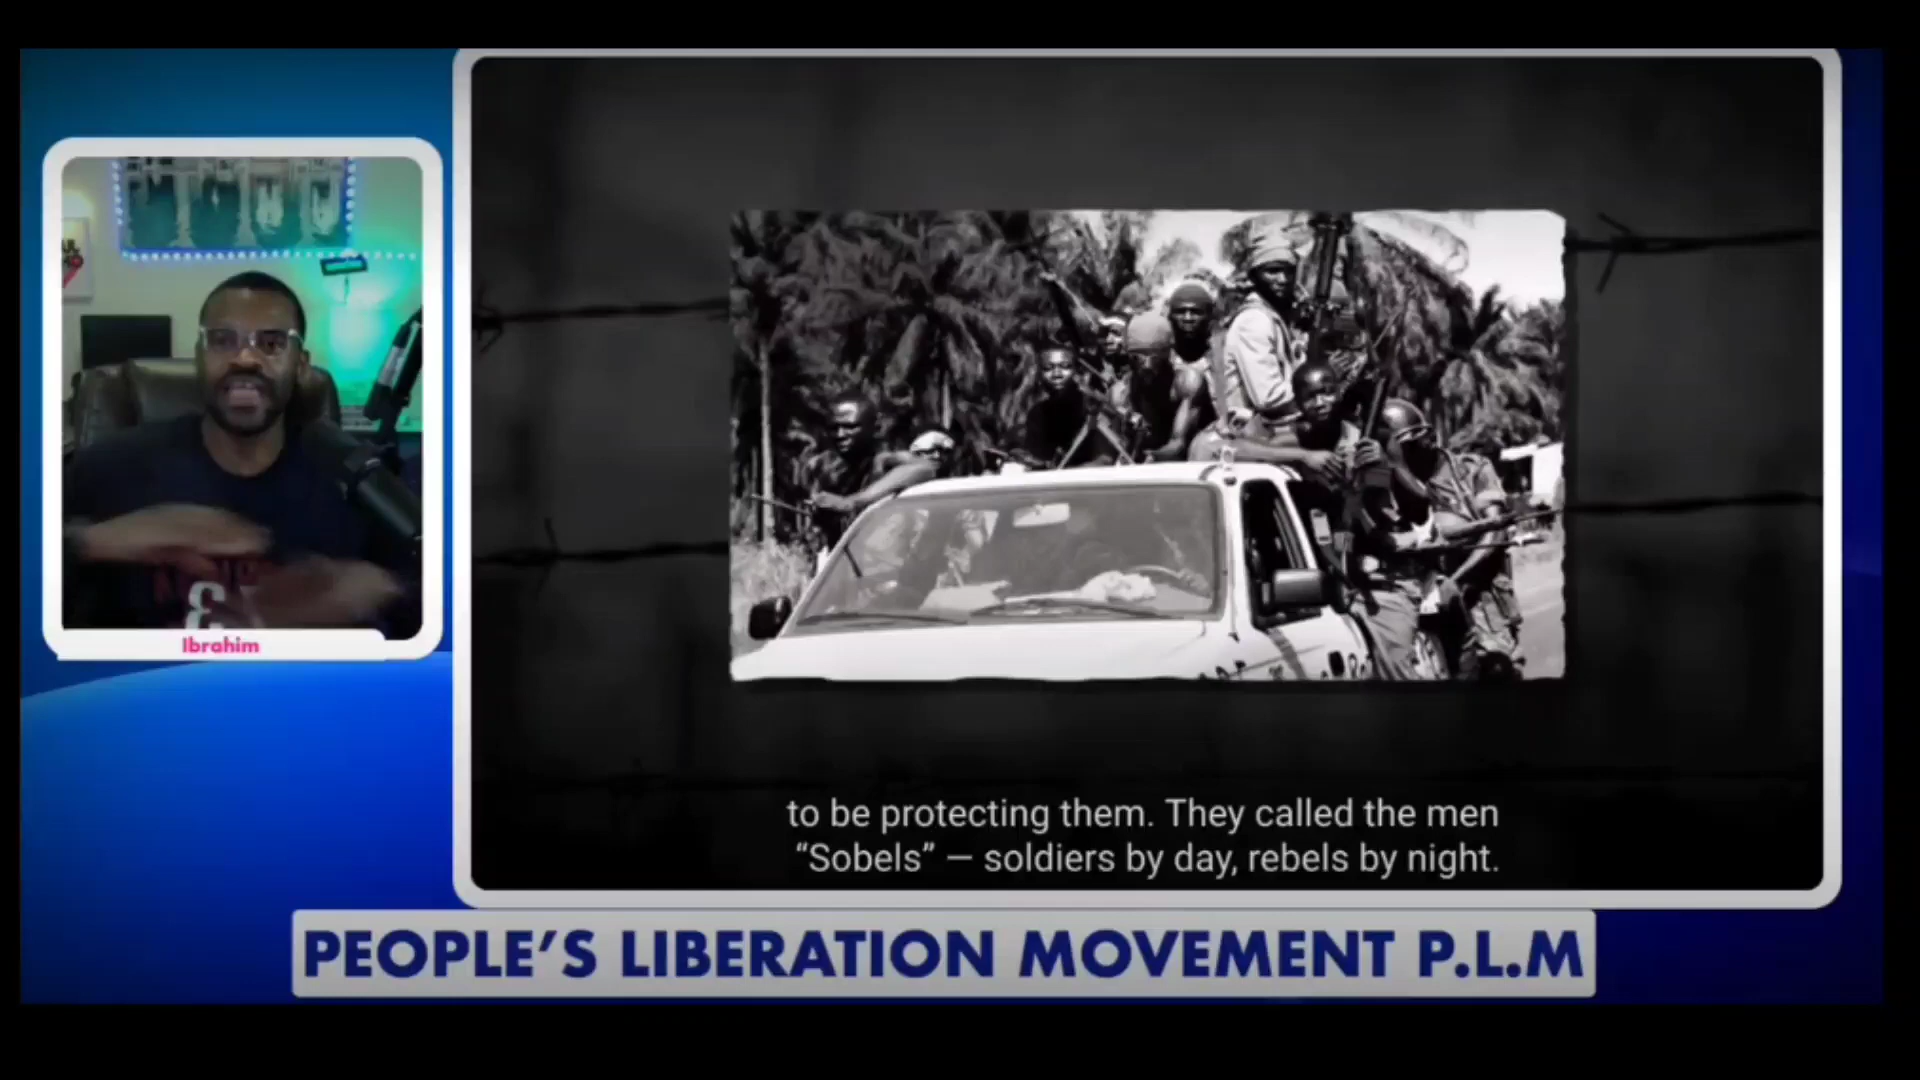 Ibrahim
to be protecting them. They called the men
“Sobels” — soldiers by day, rebels by night.
PEOPLE’S LIBERATION MOVEMENT P.L.M